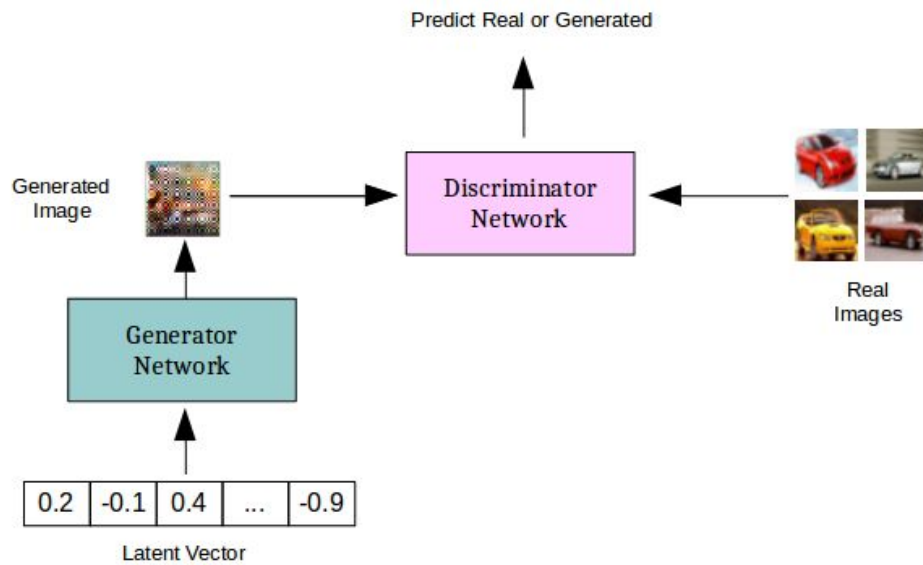 Predict Real or Generated
Generated
Image
Discriminator
Network
Real
Images
Generator
Network
0.2 -0.1 0.4 ... -0.9
Latent Vector